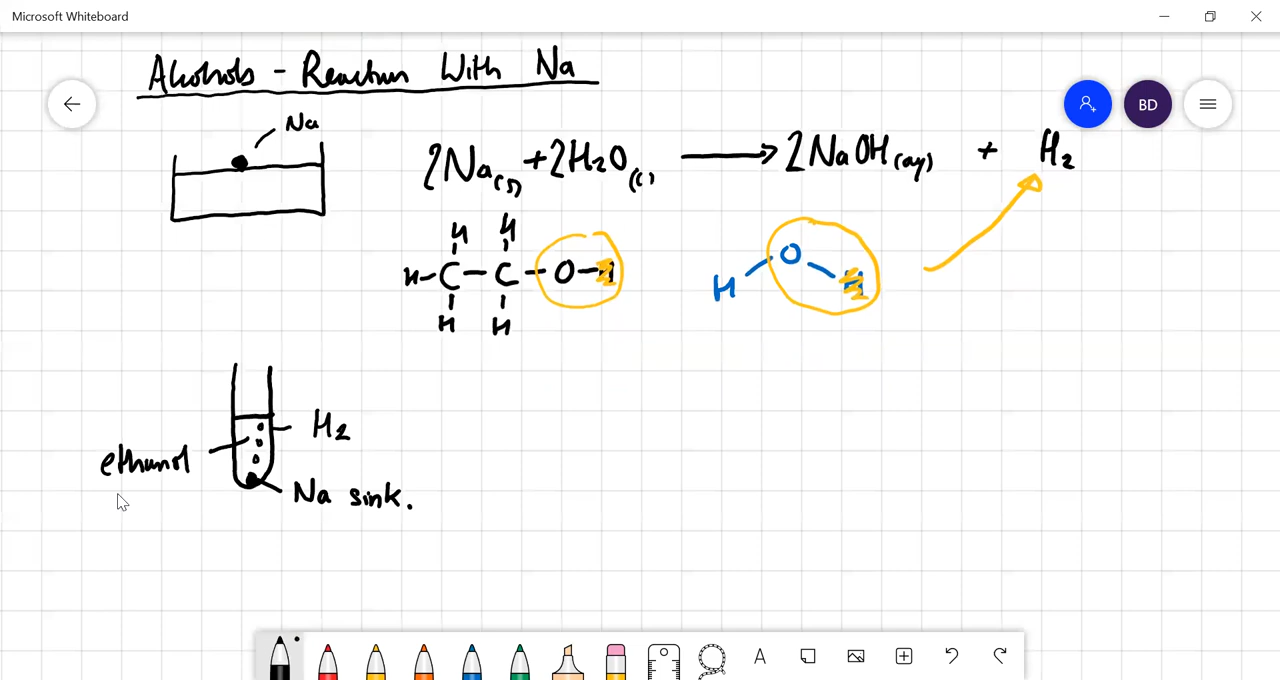 Microsoft Whiteboard
Alcohols - Reaction With Na
BD
Na
2Na(s) + 2H2O(l) → 2NaOH(aq) + H2
H H
H-C-C-O-H
H H
O
H H
H2
ethanol
Na sink.
A